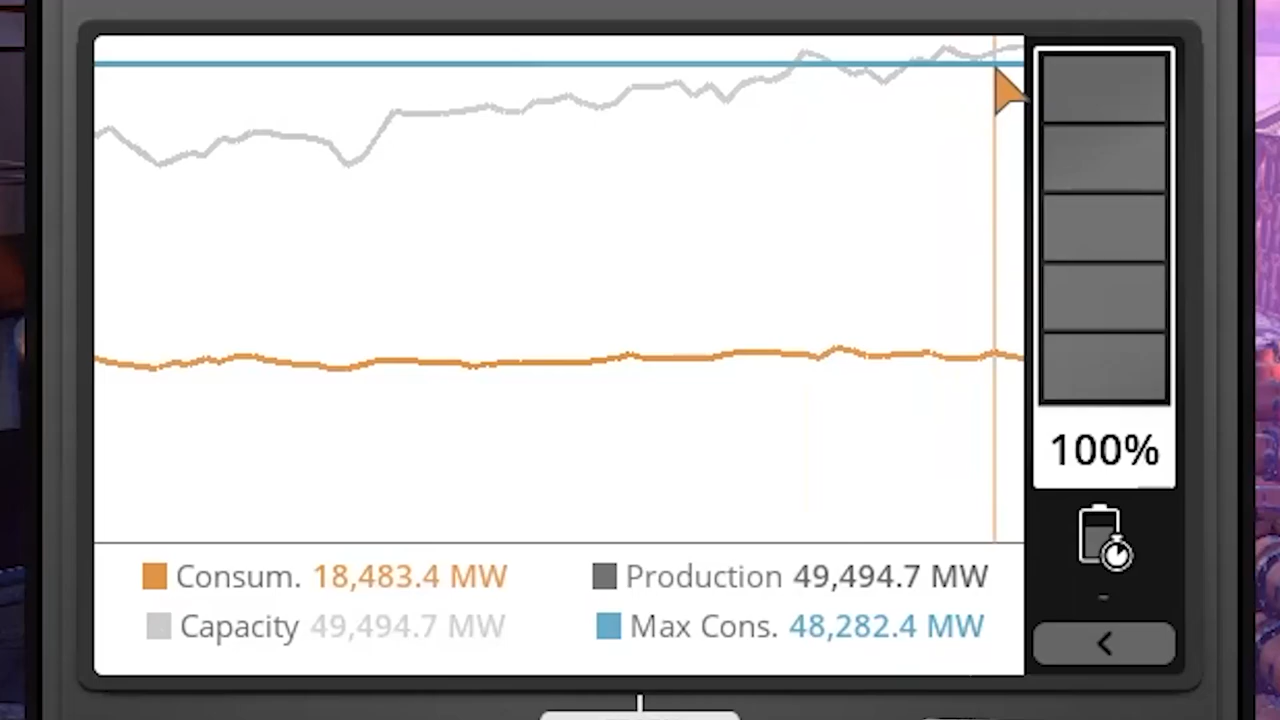 100%
Consum. 18,483.4 MW
Production 49,494.7 MW
Capacity 49,494.7 MW
Max Cons. 48,282.4 MW